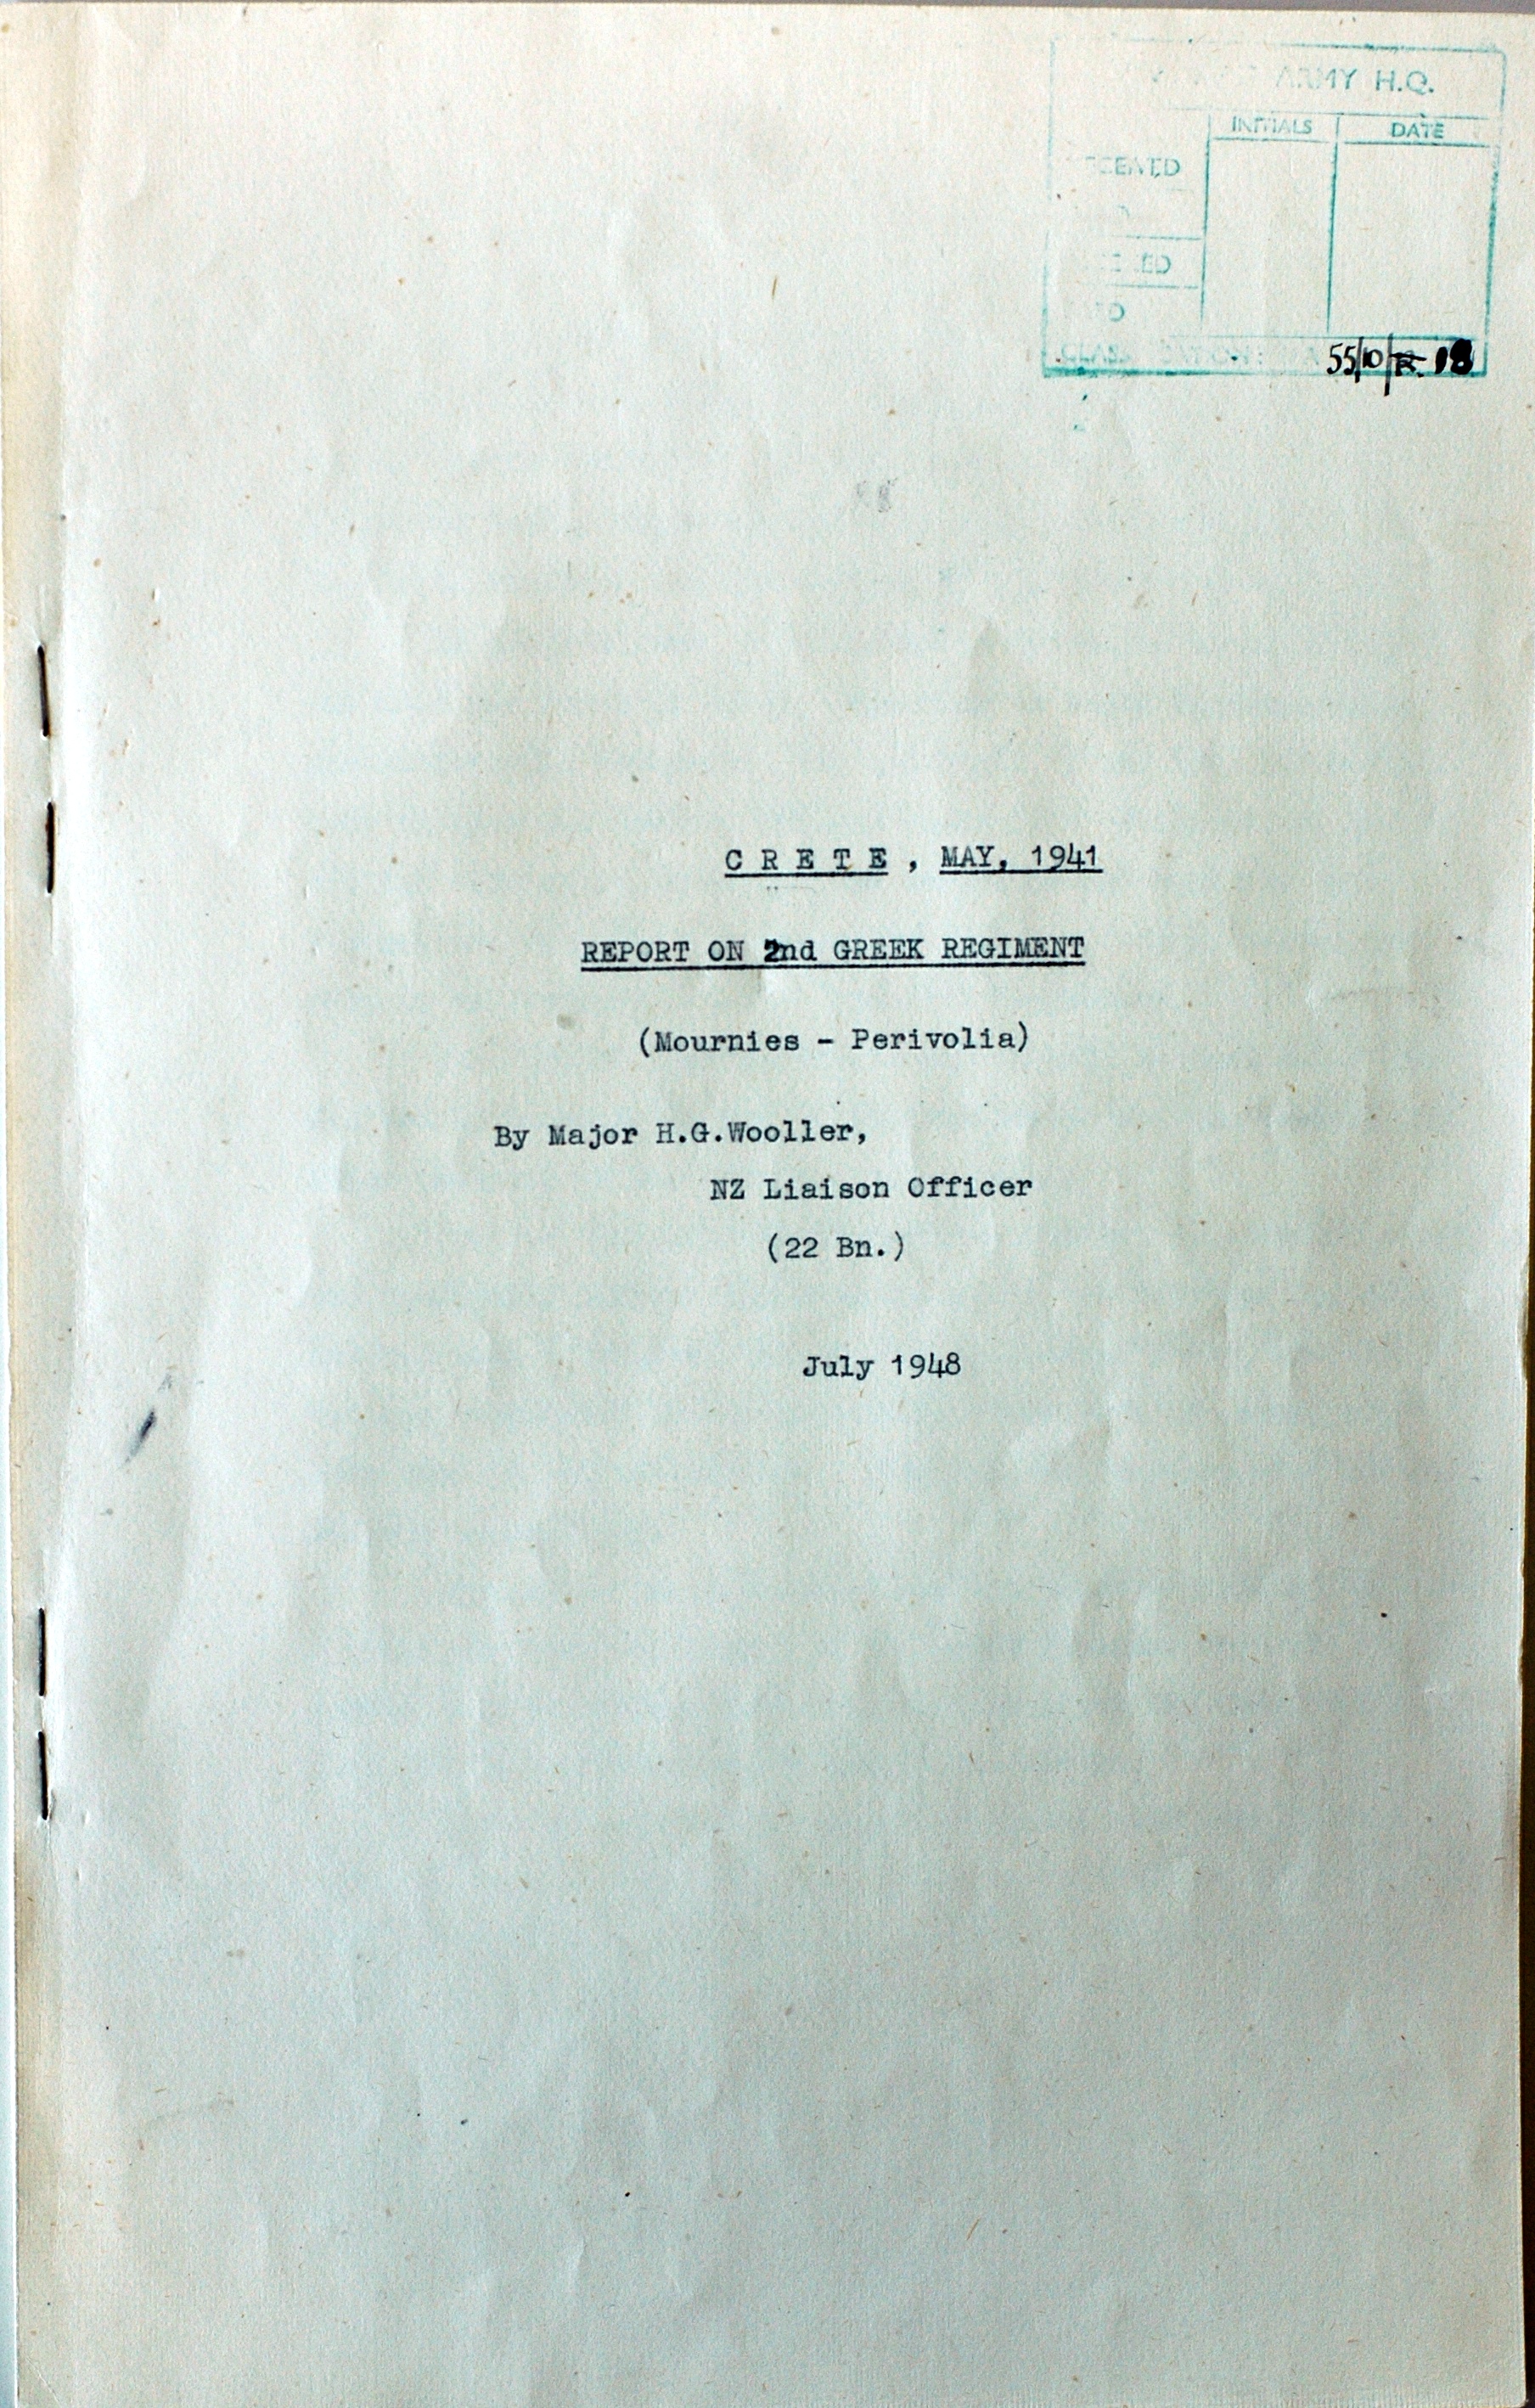 ARMY H.Q.
INITIALS DATE
55/10/ 18
C R E T E , MAY, 1941
REPORT ON 2nd GREEK REGIMENT
(Mournies - Perivolia)
By Major H.G.Wooller,
NZ Liaison Officer
(22 Bn.)
July 1948